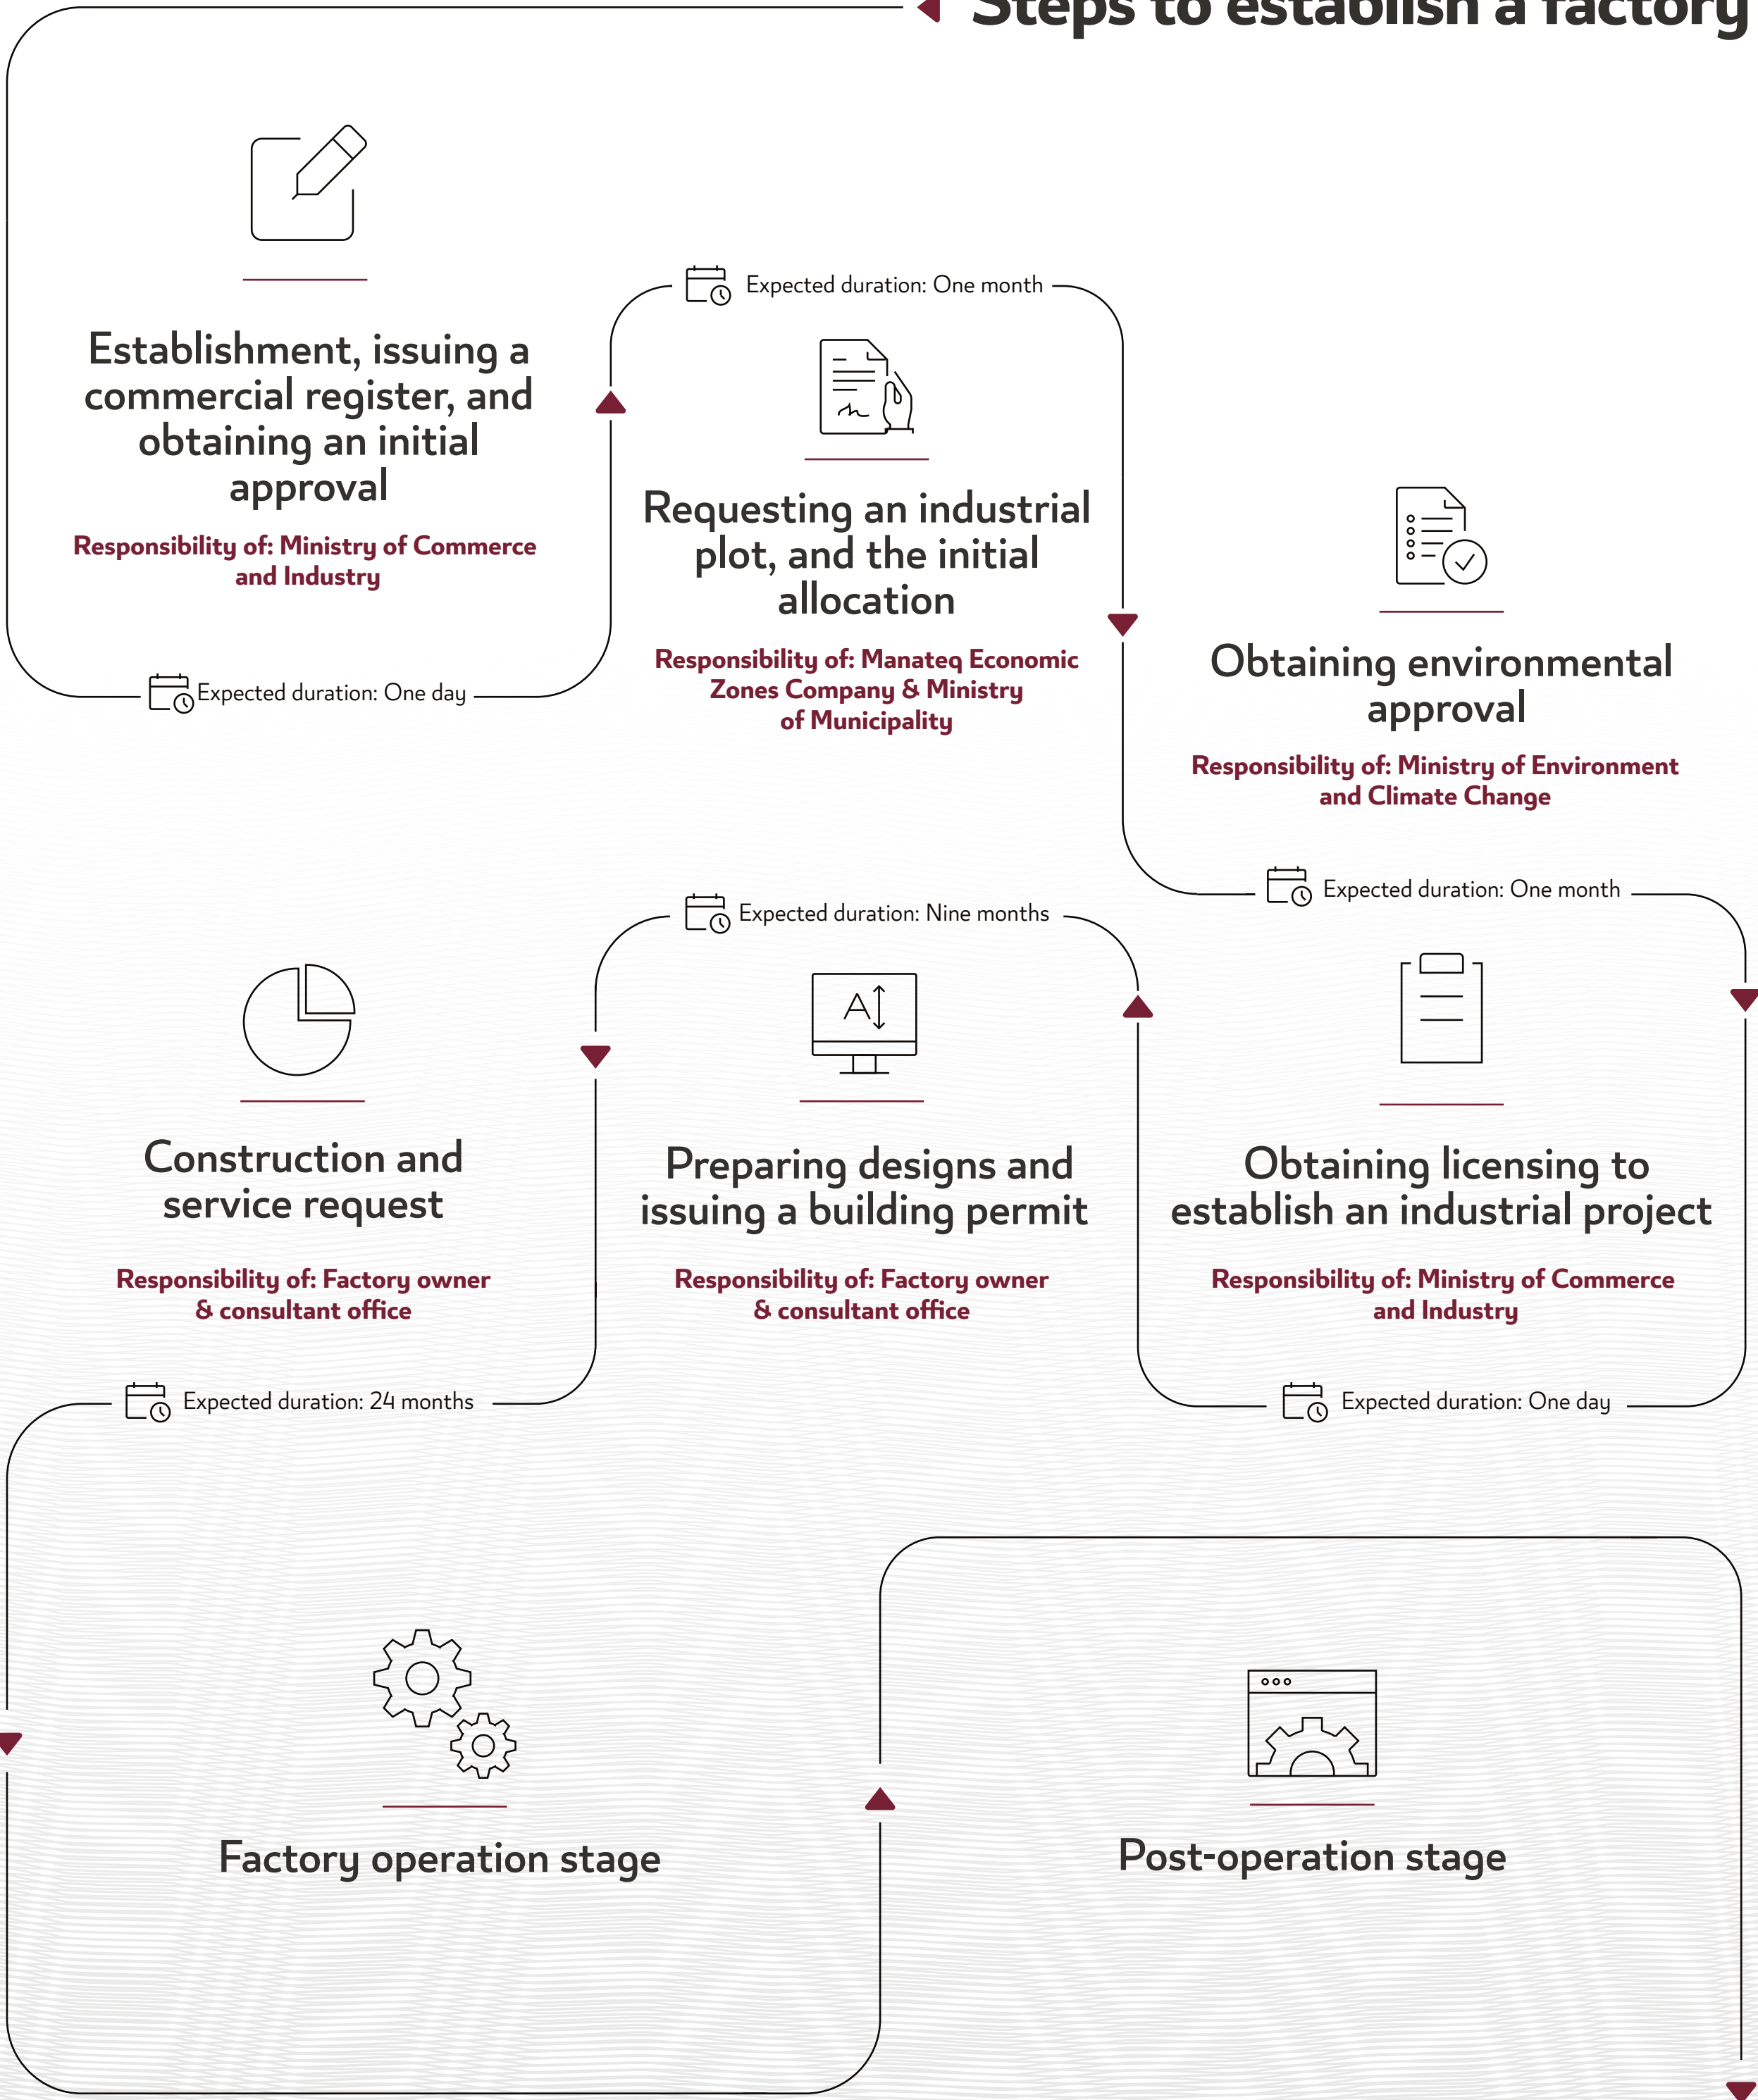 Steps to establish a factory
Establishment, issuing a
commercial register, and
obtaining an initial
approval
Responsibility of: Ministry of Commerce
and Industry
Expected duration: One day
Expected duration: One month
Requesting an industrial
plot, and the initial
allocation
Responsibility of: Manateq Economic
Zones Company & Ministry
of Municipality
Obtaining environmental
approval
Responsibility of: Ministry of Environment
and Climate Change
Expected duration: One month
Obtaining licensing to
establish an industrial project
Responsibility of: Ministry of Commerce
and Industry
Expected duration: One day
Expected duration: Nine months
A
Preparing designs and
issuing a building permit
Responsibility of: Factory owner
& consultant office
Construction and
service request
Responsibility of: Factory owner
& consultant office
Expected duration: 24 months
Factory operation stage
Post-operation stage